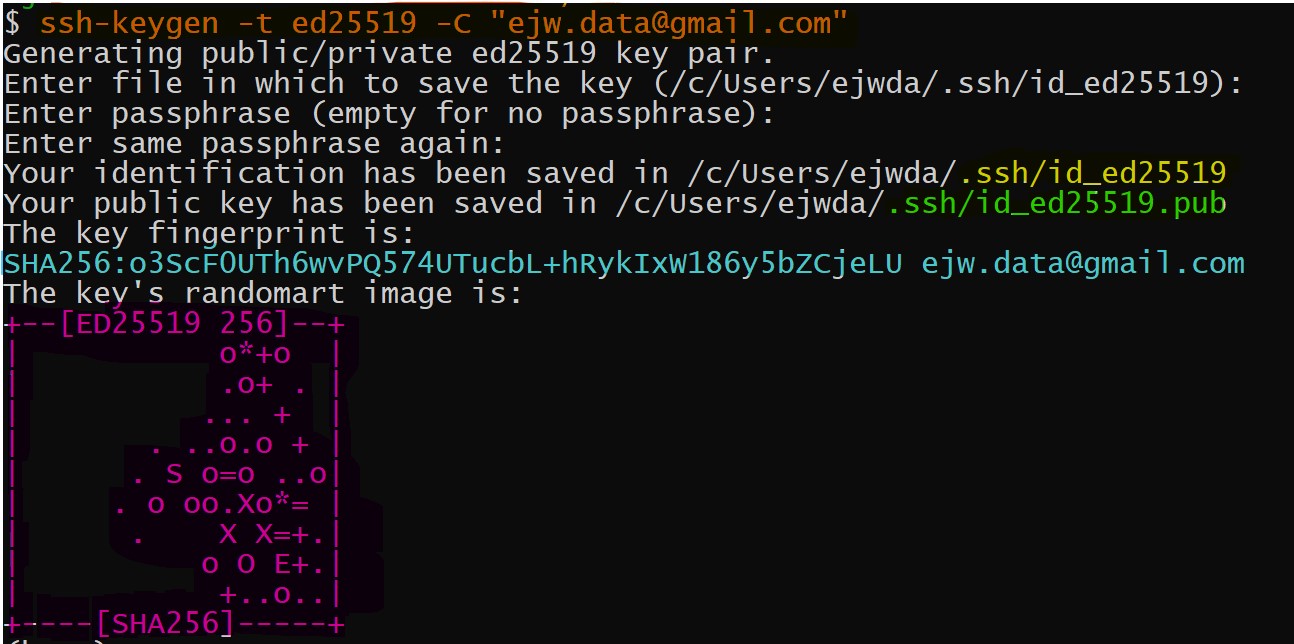 $ ssh-keygen -t ed25519 -C "ejw.data@gmail.com"
Generating public/private ed25519 key pair.
Enter file in which to save the key (/c/Users/ejwda/.ssh/id_ed25519):
Enter passphrase (empty for no passphrase):
Enter same passphrase again:
Your identification has been saved in /c/Users/ejwda/.ssh/id_ed25519
Your public key has been saved in /c/Users/ejwda/.ssh/id_ed25519.pub
The key fingerprint is:
SHA256:o3ScFOUTh6wvPQ574UTucbL+hRykIxW186y5bZCjeLU ejw.data@gmail.com
The key's randomart image is:
+--[ED25519 256]--+
|           o*+o  |
|           .o+ . |
|          ... +  |
|       . ..o.o + |
|      . S o=o ..o|
|     . o oo.Xo*= |
|      .    X X=+.|
|          o O E+.|
|           +..o..|
+----[SHA256]-----+